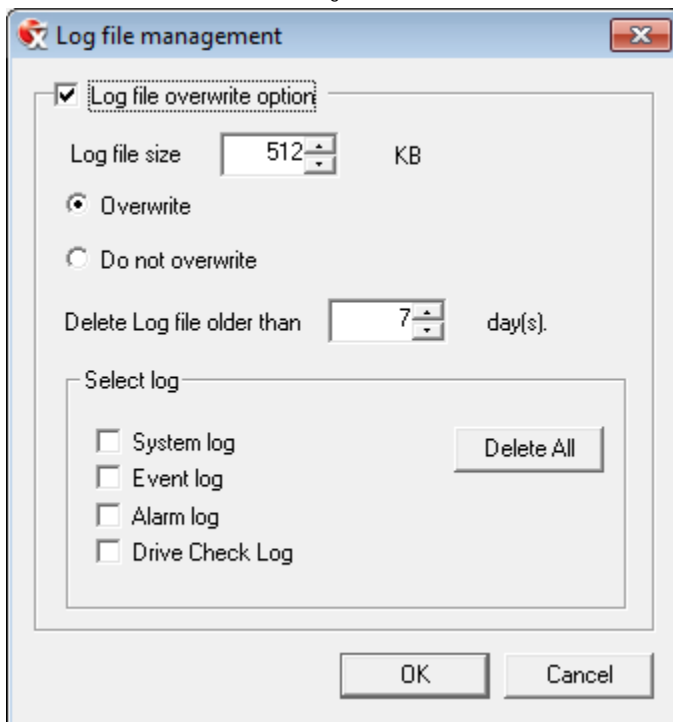 Log file management
Log file overwrite option
Log file size 512 KB
Overwrite
Do not overwrite
Delete Log file older than 7 day(s).
Select log
System log Delete All
Event log
Alarm log
Drive Check Log
OK Cancel